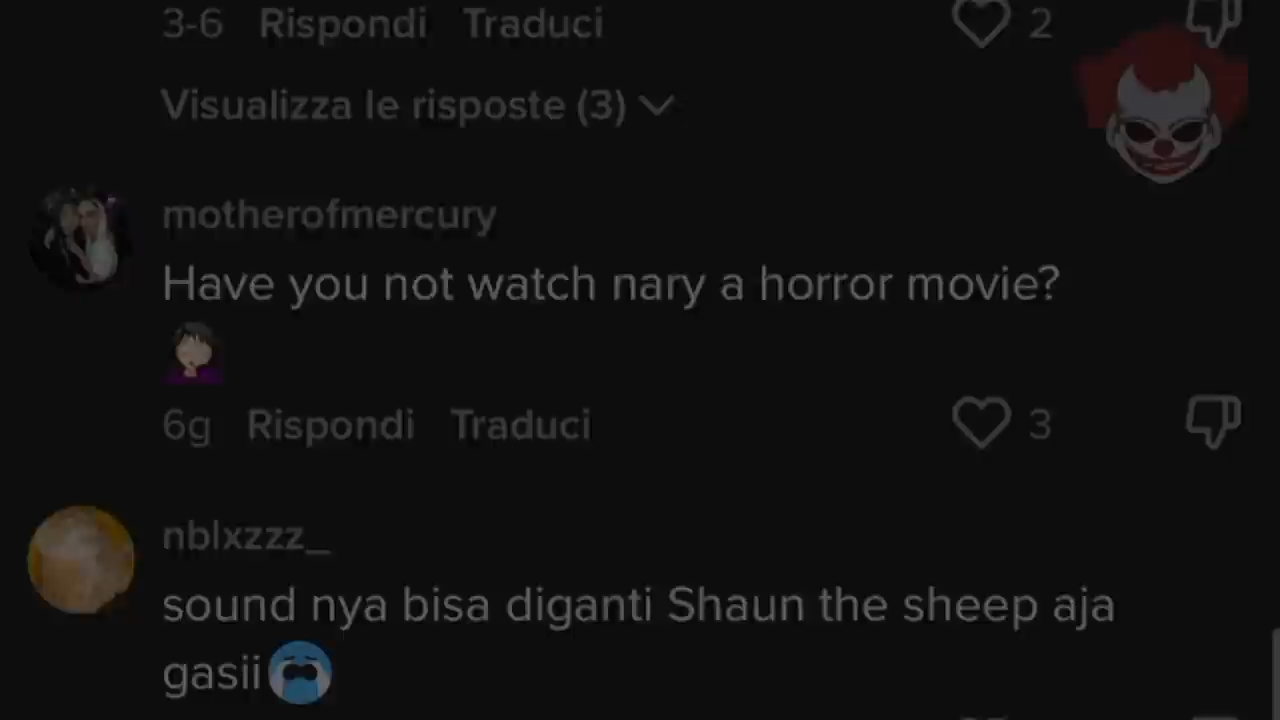 3-6 Rispondi Traduci 2
Visualizza le risposte (3)
motherofmercury
Have you not watch nary a horror movie?
6g Rispondi Traduci 3
nblxzzz_
sound nya bisa diganti Shaun the sheep aja
gasii